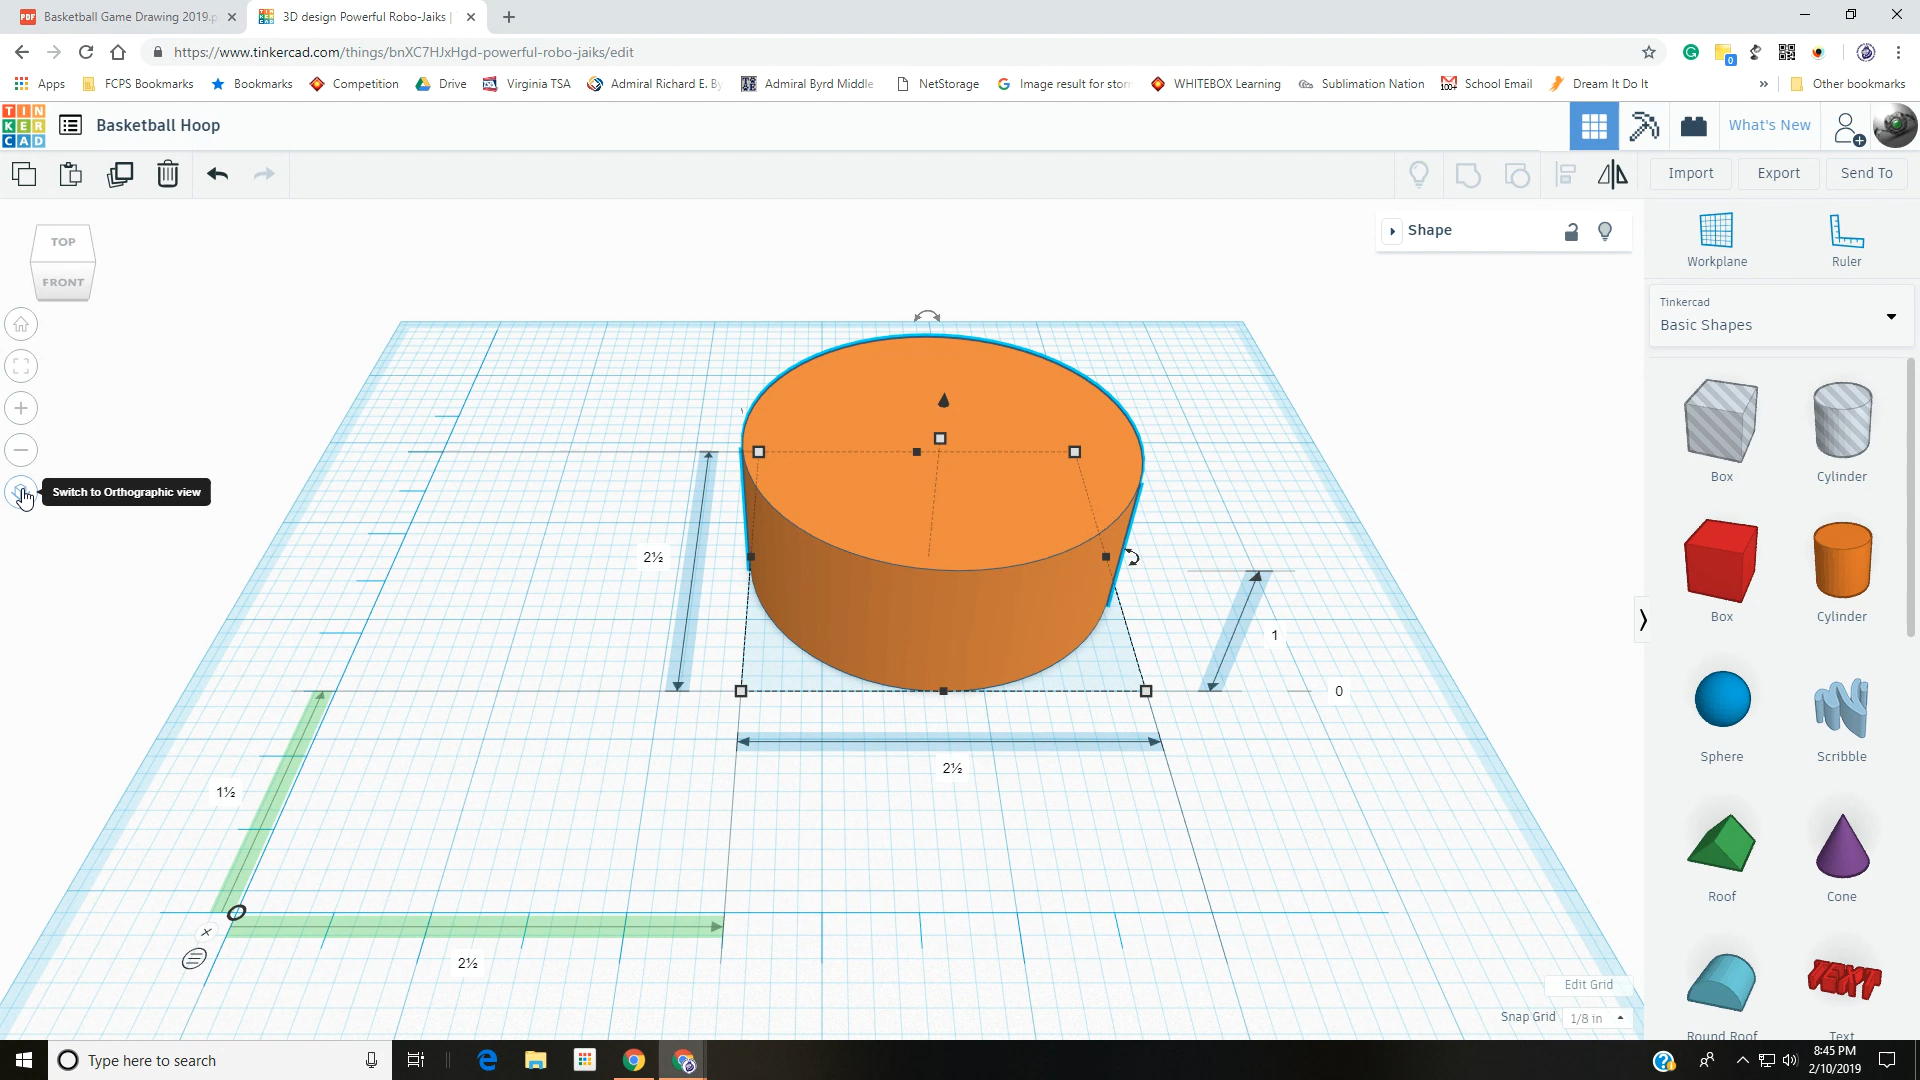 PDF Basketball Game Drawing 2019.p
3D design Powerful Robo-Jaiks |
https://www.tinkercad.com/things/bnXC7HJxHgd-powerful-robo-jaiks/edit
0
Apps FCPS Bookmarks Bookmarks Competition Drive Virginia TSA Admiral Richard E. By Admiral Byrd Middle NetStorage Image result for storm WHITEBOX Learning Sublimation Nation School Email Dream It Do It » Other bookmarks
TIN
KER
CAD
Basketball Hoop
What's New
Import Export Send To
TOP
FRONT
Shape
Workplane Ruler
Tinkercad
Basic Shapes
Box Cylinder
Switch to Orthographic view
2½
Box Cylinder
1
0
2½
Sphere Scribble
1½
Roof Cone
2½
TEXT
Edit Grid
Snap Grid 1/8 in
Round Roof Text
Type here to search
8:45 PM
2/10/2019